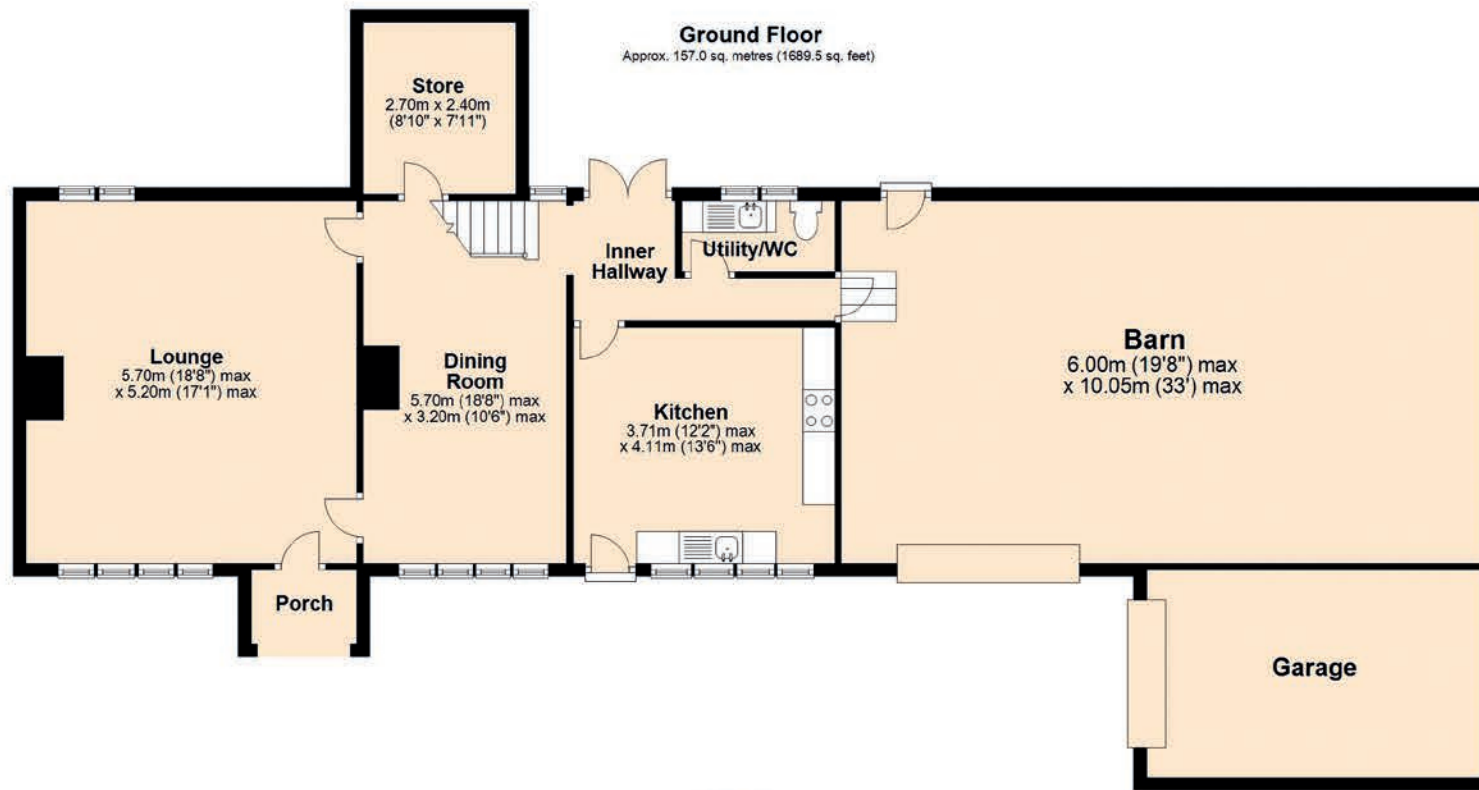 Ground Floor
Approx. 157.0 sq. metres (1689.5 sq. feet)
Store
2.70m x 2.40m
(8'10" x 7'11")
Inner
Hallway
Utility/WC
Lounge
5.70m (18'8") max
x 5.20m (17'1") max
Dining
Room
5.70m (18'8") max
x 3.20m (10'6") max
Kitchen
3.71m (12'2") max
x 4.11m (13'6") max
Barn
6.00m (19'8") max
x 10.05m (33') max
Porch
Garage